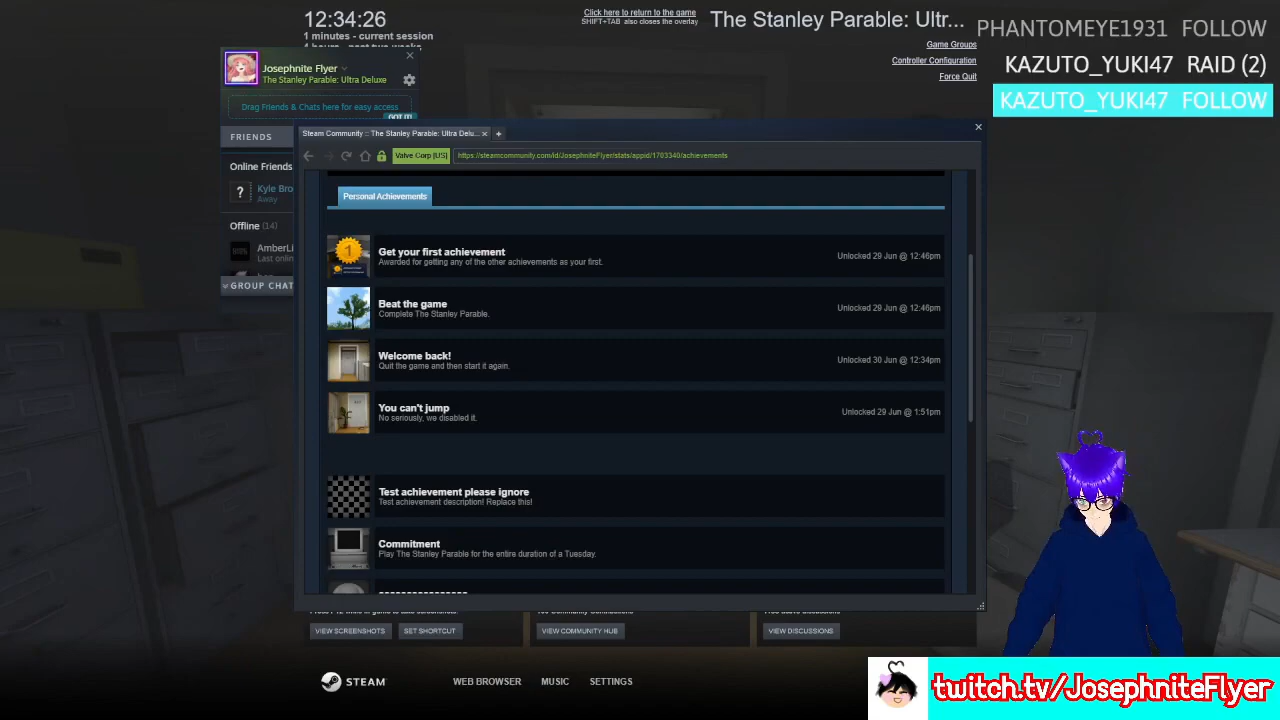 12:34:26
1 minutes - current session
Click here to return to the game
SHIFT+TAB also closes the overlay
The Stanley Parable: Ultr...
Game Groups
Controller Configuration
Force Quit
PHANTOMEYE1931 FOLLOW
KAZUTO_YUKI47 RAID (2)
KAZUTO_YUKI47 FOLLOW
Josephnite Flyer
The Stanley Parable: Ultra Deluxe
Drag Friends & Chats here for easy access
GOT IT!
FRIENDS
Online Friends
Kyle Bro
Away
Offline (14)
AmberLi
Last onlin
GROUP CHAT
Steam Community :: The Stanley Parable: Ultra Delu...
Valve Corp [US]
https://steamcommunity.com/id/JosephniteFlyer/stats/appid/1703340/achievements
Personal Achievements
Get your first achievement
Awarded for getting any of the other achievements as your first.
Unlocked 29 Jun @ 12:46pm
Beat the game
Complete The Stanley Parable.
Unlocked 29 Jun @ 12:46pm
Welcome back!
Quit the game and then start it again.
Unlocked 30 Jun @ 12:34pm
You can't jump
No seriously, we disabled it.
Unlocked 29 Jun @ 1:51pm
Test achievement please ignore
Test achievement description! Replace this!
Commitment
Play The Stanley Parable for the entire duration of a Tuesday.
VIEW SCREENSHOTS
SET SHORTCUT
VIEW COMMUNITY HUB
VIEW DISCUSSIONS
STEAM
WEB BROWSER
MUSIC
SETTINGS
twitch.tv/JosephniteFlyer